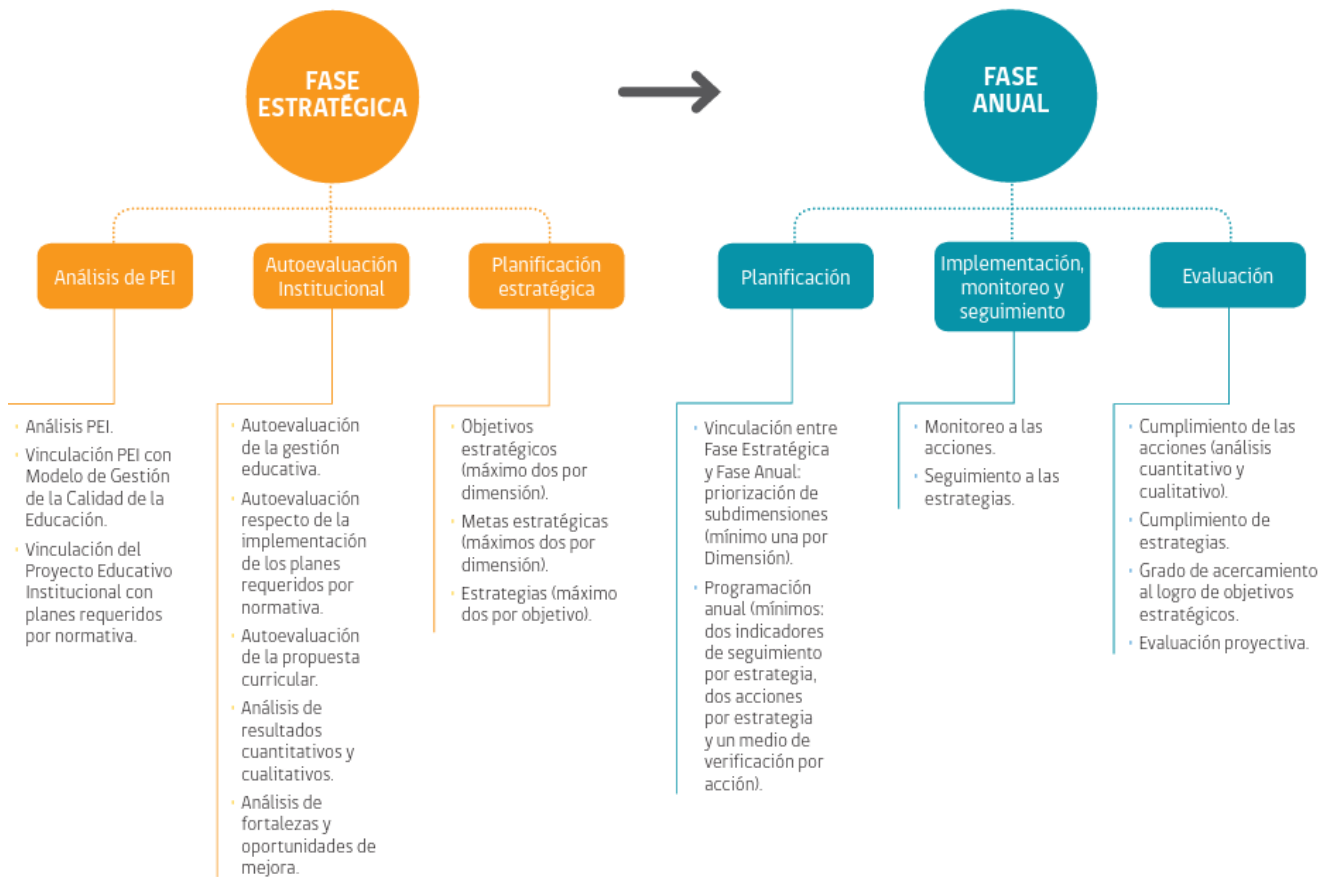 FASE
ESTRATÉGICA
FASE
ANUAL
Análisis de PEI
Autoevaluación
Institucional
Planificación
estratégica
Planificación
Implementación,
monitoreo y
seguimiento
Evaluación
Análisis PEI.
Vinculación PEI con
Modelo de Gestión
de la Calidad de la
Educación.
Vinculación del
Proyecto Educativo
Institucional con
planes requeridos
por normativa.
Autoevaluación
de la gestión
educativa.
Autoevaluación
respecto de la
implementación
de los planes
requeridos por
normativa.
Autoevaluación
de la propuesta
curricular.
Análisis de
resultados
cuantitativos y
cualitativos.
Análisis de
fortalezas y
oportunidades de
mejora.
Objetivos
estratégicos
(máximo dos por
dimensión).
Metas estratégicas
(máximos dos por
dimensión).
Estrategias (máximo
dos por objetivo).
Vinculación entre
Fase Estratégica
y Fase Anual:
priorización de
subdimensiones
(mínimo una por
Dimensión).
Programación
anual (mínimos:
dos indicadores
de seguimiento
por estrategia,
dos acciones
por estrategia
y un medio de
verificación por
acción).
Monitoreo a las
acciones.
Seguimiento a las
estrategias.
Cumplimiento de las
acciones (análisis
cuantitativo y
cualitativo).
Cumplimiento de
estrategias.
Grado de acercamiento
al logro de objetivos
estratégicos.
Evaluación proyectiva.